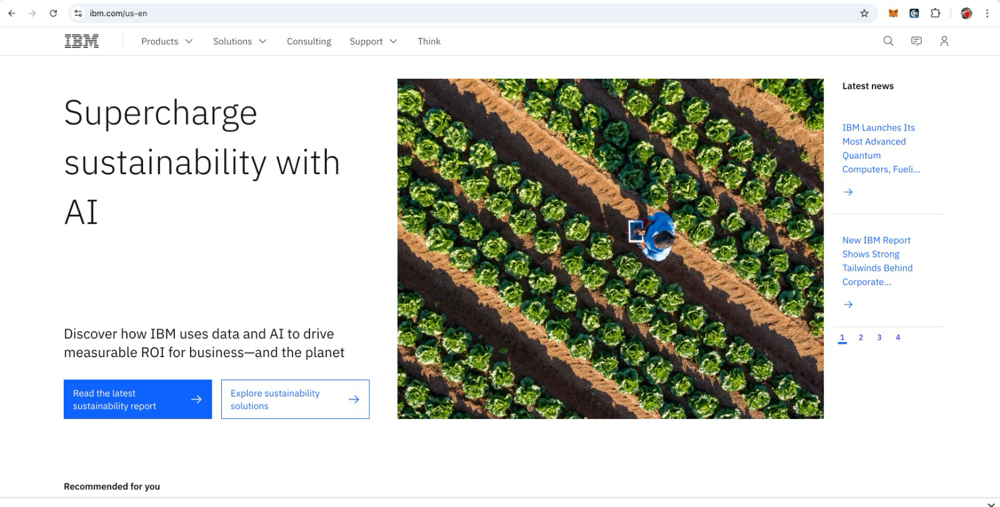 ibm.com/us-en
IBM
Products
Solutions
Consulting
Support
Think
Supercharge
sustainability with
AI
Discover how IBM uses data and AI to drive
measurable ROI for business—and the planet
Read the latest
sustainability report
Explore sustainability
solutions
Latest news
IBM Launches Its
Most Advanced
Quantum
Computers, Fueli...
New IBM Report
Shows Strong
Tailwinds Behind
Corporate...
1 2 3 4
Recommended for you